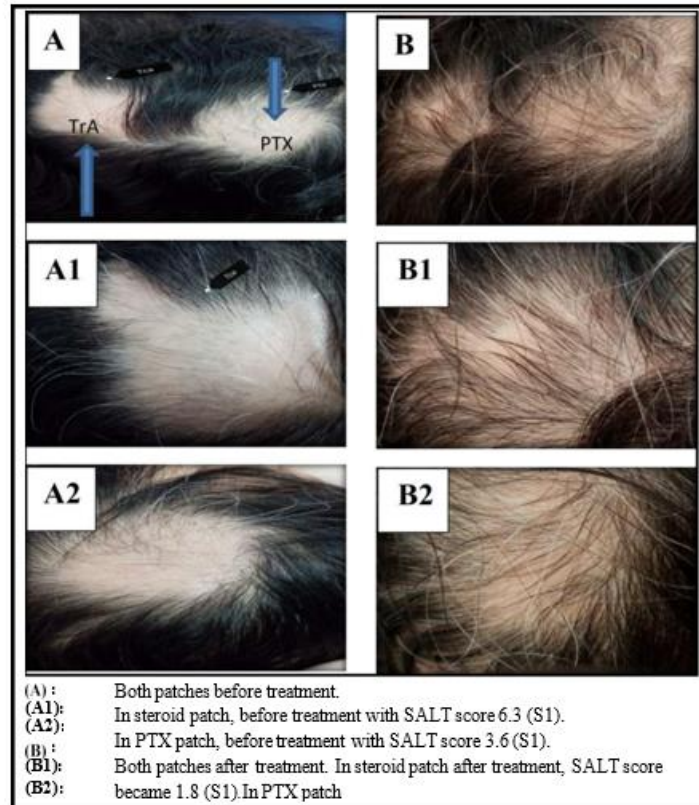 A
B
TrA
PTX
A1
B1
A2
B2
(A) : Both patches before treatment.
(A1): In steroid patch, before treatment with SALT score 6.3 (S1).
(A2): In PTX patch, before treatment with SALT score 3.6 (S1).
(B) :
(B1): Both patches after treatment. In steroid patch after treatment, SALT score
(B2): became 1.8 (S1).In PTX patch